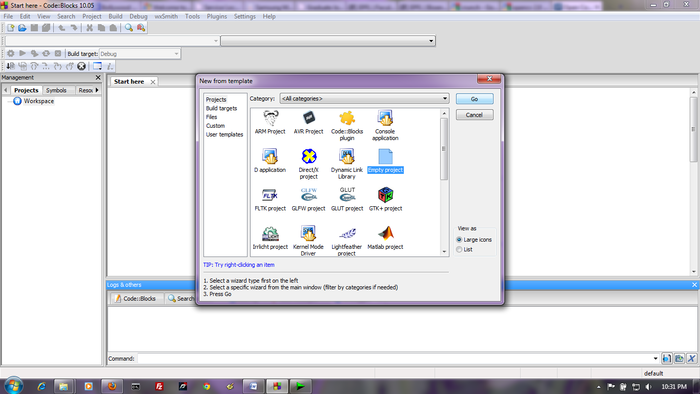 Start here - Code::Blocks 10.05
File Edit View Search Project Build Debug wxSmith Tools Plugins Settings Help
Build target: Debug
Management
Projects Symbols Resou
Workspace
Start here
New from template
Projects
Build targets
Files
Custom
User templates
Category: <All categories>
Go
Cancel
ARM Project AVR Project Code::Blocks plugin Console application
D application Direct/X project Dynamic Link Library Empty project
FLTK project GLFW project GLUT project GTK+ project
Irrlicht project Kernel Mode Driver Lightfeather project Matlab project
View as
Large icons
List
TIP: Try right-clicking an item
1. Select a wizard type first on the left
2. Select a specific wizard from the main window (filter by categories if needed)
3. Press Go
Logs & others
Code::Blocks Search
Command:
default
10:31 PM